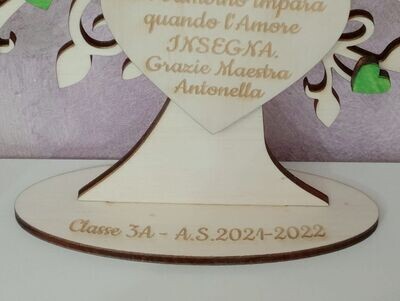 impara
quando l'Amore
INSEGNA.
Grazie Maestra
Antonella
Classe 3A - A.S.2021-2022